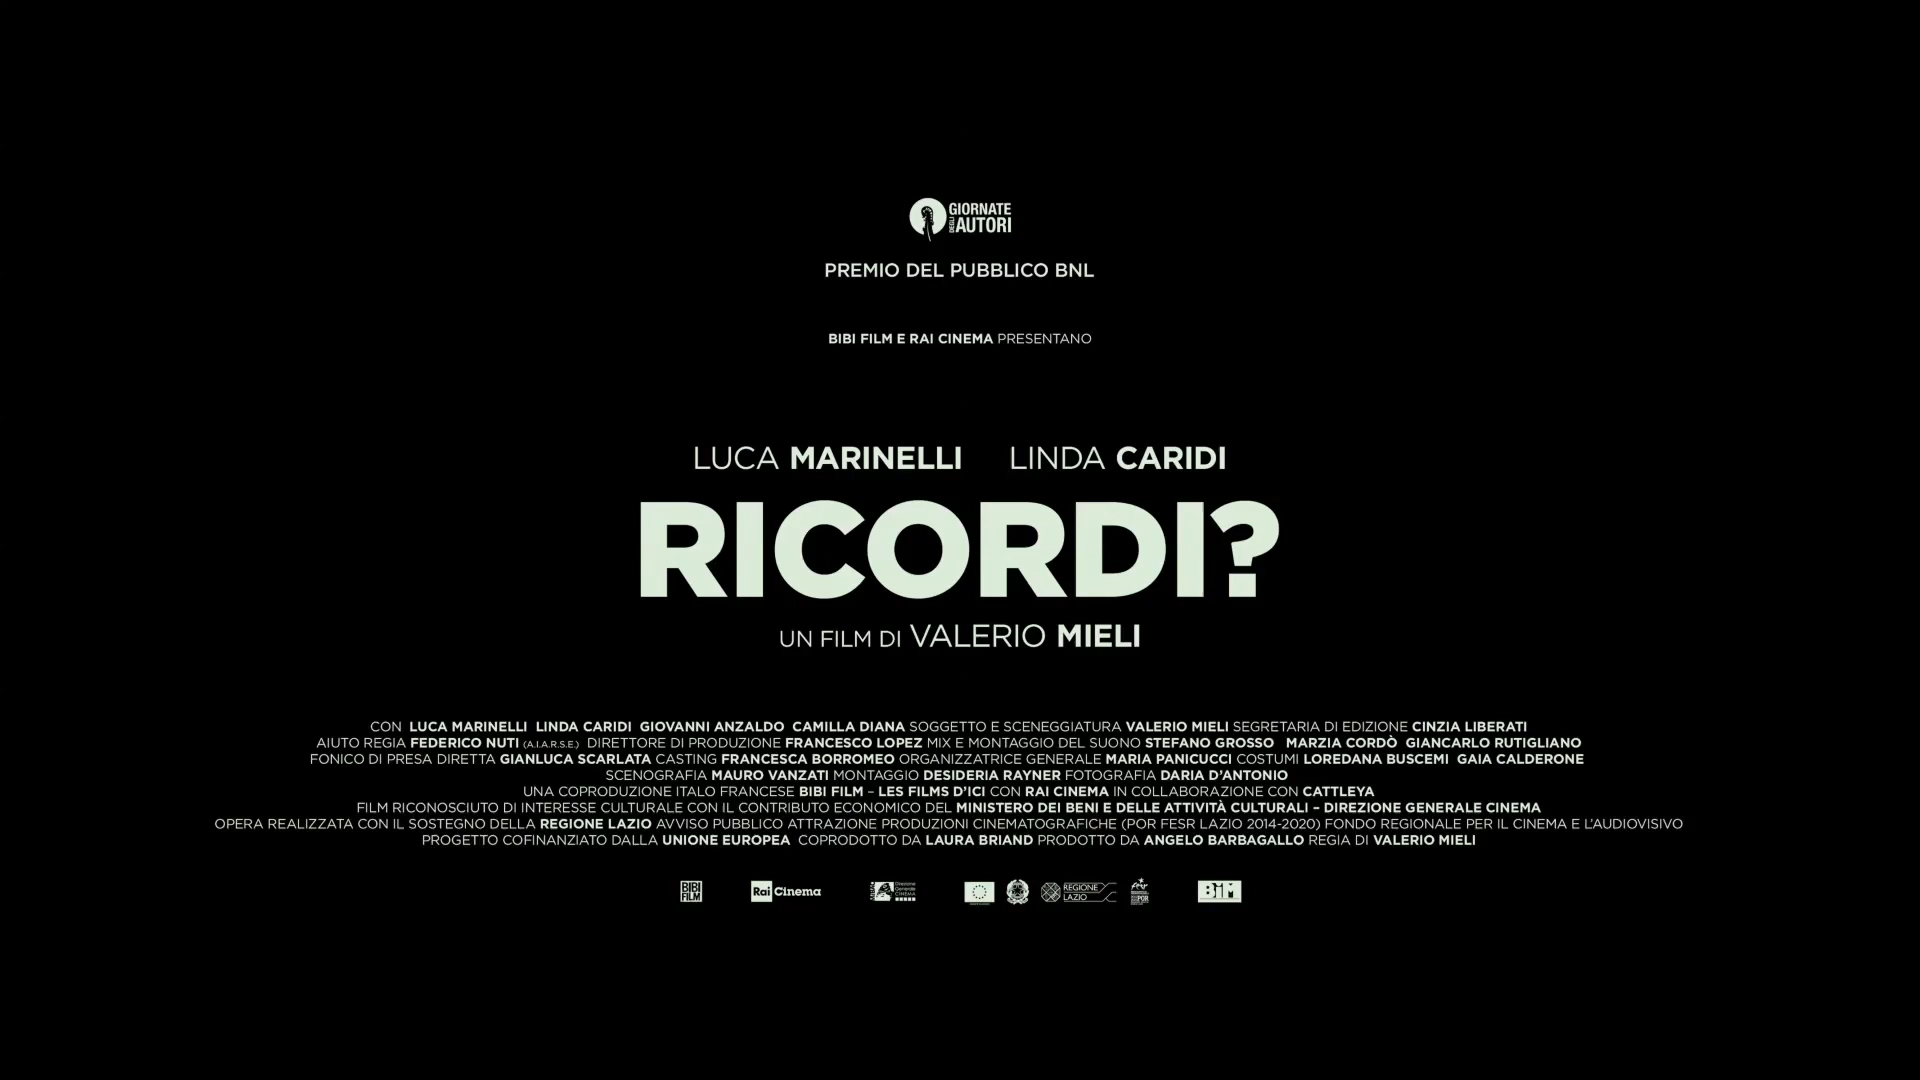 GIORNATE
DEGLI AUTORI
PREMIO DEL PUBBLICO BNL
BIBI FILM E RAI CINEMA PRESENTANO
LUCA MARINELLI LINDA CARIDI
RICORDI?
UN FILM DI VALERIO MIELI
CON LUCA MARINELLI LINDA CARIDI GIOVANNI ANZALDO CAMILLA DIANA SOGGETTO E SCENEGGIATURA VALERIO MIELI SEGRETARIA DI EDIZIONE CINZIA LIBERATI
AIUTO REGIA FEDERICO NUTI (A.I.A.R.S.E.) DIRETTORE DI PRODUZIONE FRANCESCO LOPEZ MIX E MONTAGGIO DEL SUONO STEFANO GROSSO MARZIA CORDÒ GIANCARLO RUTIGLIANO
FONICO DI PRESA DIRETTA GIANLUCA SCARLATA CASTING FRANCESCA BORROMEO ORGANIZZATRICE GENERALE MARIA PANICUCCI COSTUMI LOREDANA BUSCEMI GAIA CALDERONE
SCENOGRAFIA MAURO VANZATI MONTAGGIO DESIDERIA RAYNER FOTOGRAFIA DARIA D'ANTONIO
UNA COPRODUZIONE ITALO FRANCESE BIBI FILM – LES FILMS D'ICI CON RAI CINEMA IN COLLABORAZIONE CON CATTLEYA
FILM RICONOSCIUTO DI INTERESSE CULTURALE CON IL CONTRIBUTO ECONOMICO DEL MINISTERO DEI BENI E DELLE ATTIVITÀ CULTURALI – DIREZIONE GENERALE CINEMA
OPERA REALIZZATA CON IL SOSTEGNO DELLA REGIONE LAZIO AVVISO PUBBLICO ATTRAZIONE PRODUZIONI CINEMATOGRAFICHE (POR FESR LAZIO 2014-2020) FONDO REGIONALE PER IL CINEMA E L'AUDIOVISIVO
PROGETTO COFINANZIATO DALLA UNIONE EUROPEA COPRODOTTO DA LAURA BRIAND PRODOTTO DA ANGELO BARBAGALLO REGIA DI VALERIO MIELI
BIBI FILM Rai Cinema Direzione Generale CINEMA REGIONE LAZIO BiM